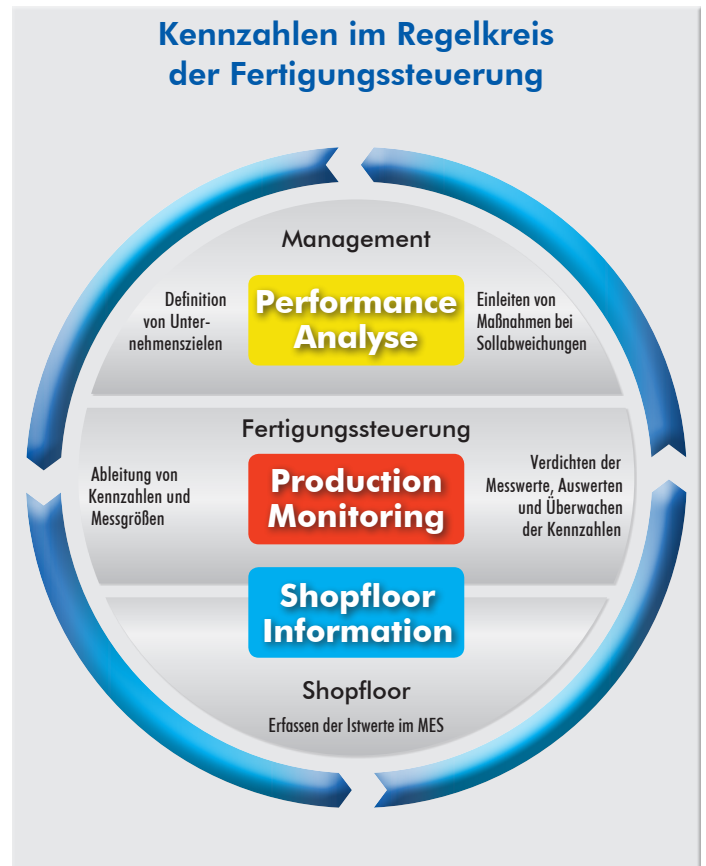 Kennzahlen im Regelkreis
der Fertigungssteuerung
Management
Definition
von Unter-
nehmenszielen
Performance
Analyse
Einleiten von
Maßnahmen bei
Sollabweichungen
Fertigungssteuerung
Ableitung von
Kennzahlen und
Messgrößen
Production
Monitoring
Verdichten der
Messwerte, Auswerten
und Überwachen
der Kennzahlen
Shopfloor
Information
Shopfloor
Erfassen der Istwerte im MES